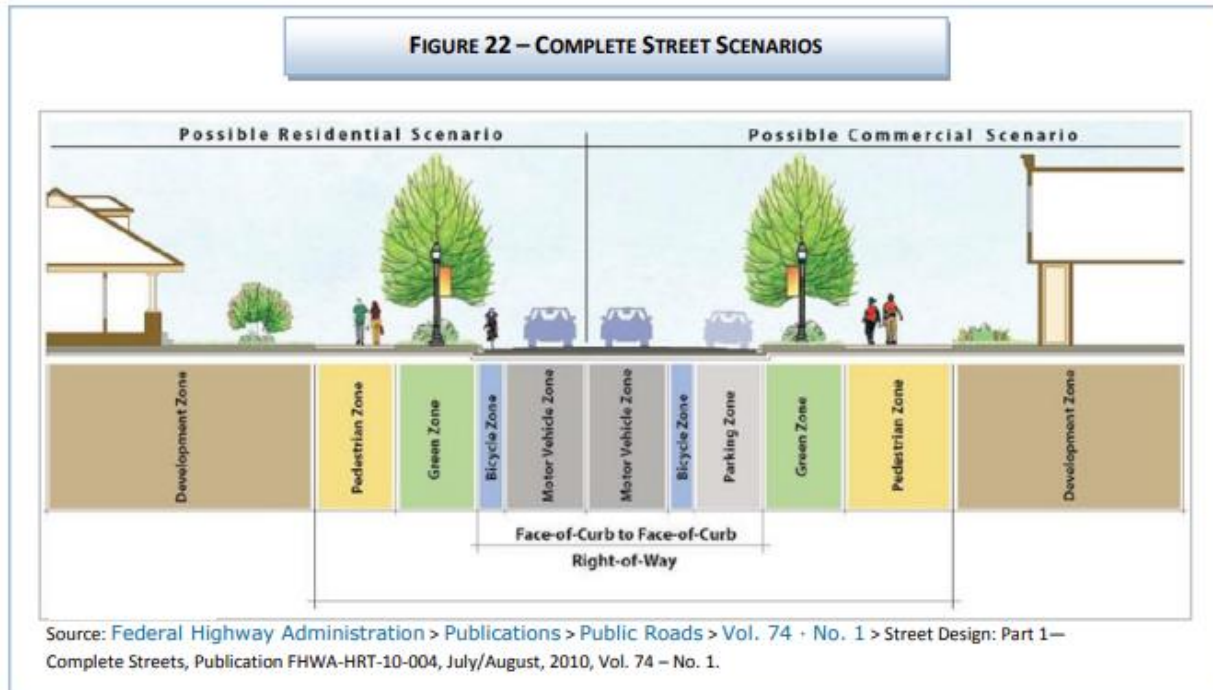 FIGURE 22 – COMPLETE STREET SCENARIOS
Possible Residential Scenario
Possible Commercial Scenario
Development Zone
Pedestrian Zone
Green Zone
Bicycle Zone
Motor Vehicle Zone
Motor Vehicle Zone
Bicycle Zone
Parking Zone
Green Zone
Pedestrian Zone
Development Zone
Face-of-Curb to Face-of-Curb
Right-of-Way
Source: Federal Highway Administration > Publications > Public Roads > Vol. 74 · No. 1 > Street Design: Part 1—
Complete Streets, Publication FHWA-HRT-10-004, July/August, 2010, Vol. 74 – No. 1.